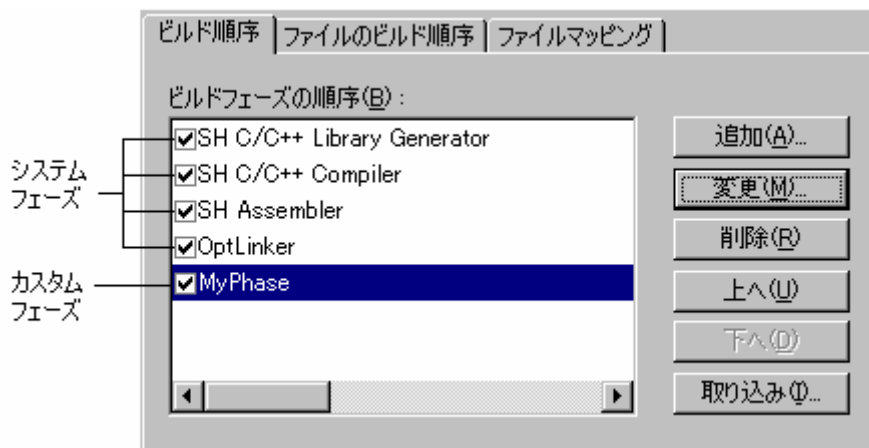 ビルド順序 ファイルのビルド順序 ファイルマッピング
ビルドフェーズの順序(B) :
システム
フェーズ
カスタム
フェーズ
SH C/C++ Library Generator
SH C/C++ Compiler
SH Assembler
OptLinker
MyPhase
追加(A)...
変更(M)...
削除(R)
上へ(U)
下へ(D)
取り込み(I)...